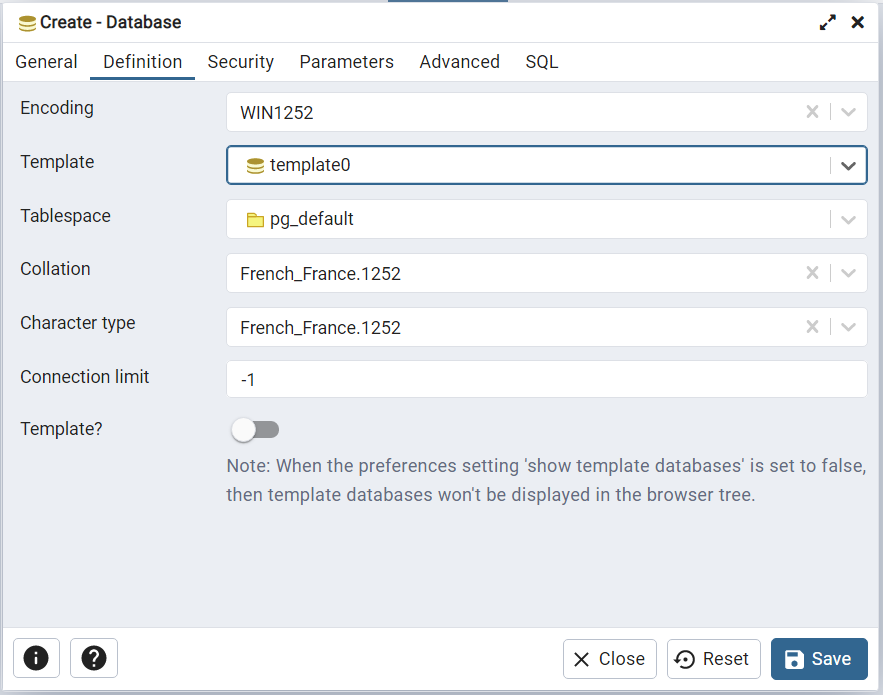 Create - Database
General Definition Security Parameters Advanced SQL
Encoding WIN1252
Template template0
Tablespace pg_default
Collation French_France.1252
Character type French_France.1252
Connection limit -1
Template?
Note: When the preferences setting 'show template databases' is set to false,
then template databases won't be displayed in the browser tree.
Close Reset Save